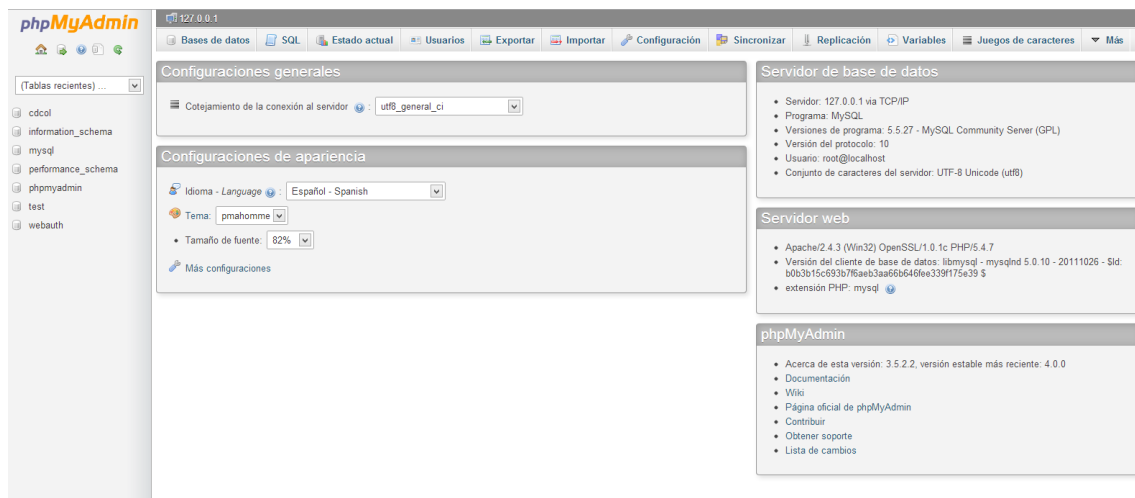 phpMyAdmin
(Tablas recientes) ...
cdcol
information_schema
mysql
performance_schema
phpmyadmin
test
webauth
127.0.0.1
Bases de datos
SQL
Estado actual
Usuarios
Exportar
Importar
Configuración
Sincronizar
Replicación
Variables
Juegos de caracteres
Más
Configuraciones generales
Cotejamiento de la conexión al servidor : utf8_general_ci
Configuraciones de apariencia
Idioma - Language : Español - Spanish
Tema: pmahomme
Tamaño de fuente: 82%
Más configuraciones
Servidor de base de datos
Servidor: 127.0.0.1 via TCP/IP
Programa: MySQL
Versiones de programa: 5.5.27 - MySQL Community Server (GPL)
Versión del protocolo: 10
Usuario: root@localhost
Conjunto de caracteres del servidor: UTF-8 Unicode (utf8)
Servidor web
Apache/2.4.3 (Win32) OpenSSL/1.0.1c PHP/5.4.7
Versión del cliente de base de datos: libmysql - mysqlnd 5.0.10 - 20111026 - $Id:
b0b3b15c693b7f6aeb3aa66b646fee339f175e39 $
extensión PHP: mysql
phpMyAdmin
Acerca de esta versión: 3.5.2.2, versión estable más reciente: 4.0.0
Documentación
Wiki
Página oficial de phpMyAdmin
Contribuir
Obtener soporte
Lista de cambios